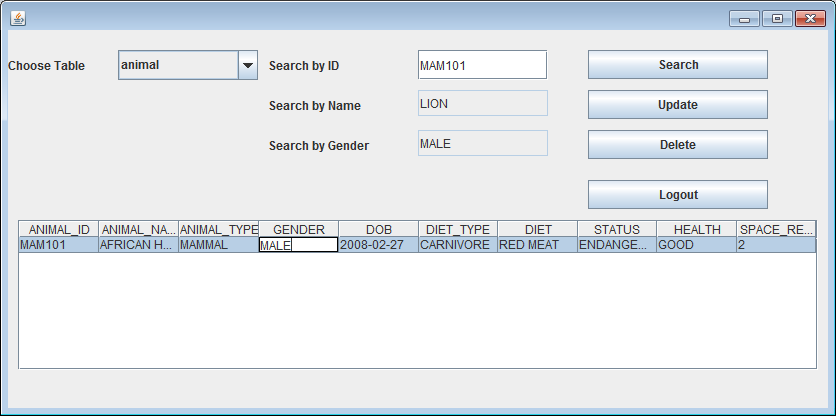 Choose Table animal Search by ID MAM101 Search
Search by Name LION Update
Search by Gender MALE Delete
Logout
ANIMAL_ID ANIMAL_NA... ANIMAL_TYPE GENDER DOB DIET_TYPE DIET STATUS HEALTH SPACE_RE...
MAM101 AFRICAN H... MAMMAL MALE 2008-02-27 CARNIVORE RED MEAT ENDANGE... GOOD 2